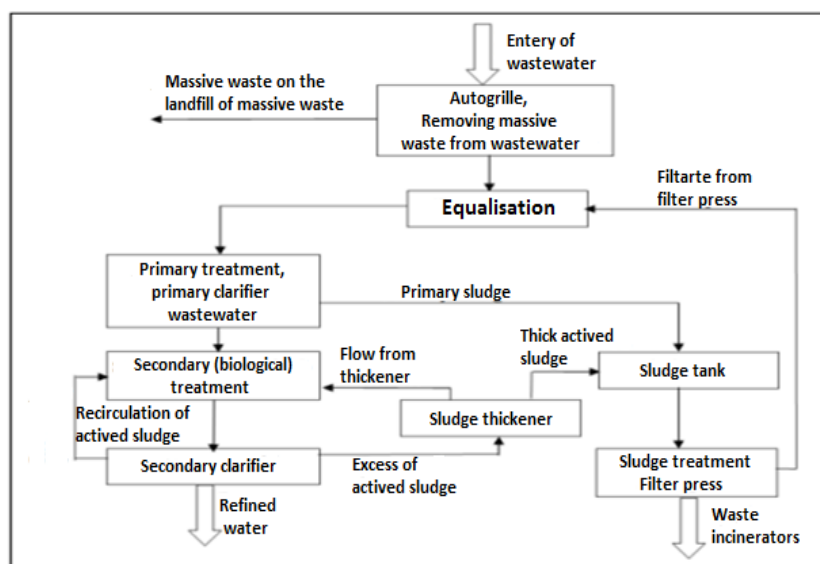 Entery of
wastewater
Massive waste on the
landfill of massive waste
Autogrille,
Removing massive
waste from wastewater
Filtarte from
filter press
Equalisation
Primary treatment,
primary clarifier
wastewater
Primary sludge
Secondary (biological)
treatment
Flow from
thickener
Thick actived
sludge
Sludge tank
Recirculation of
actived sludge
Sludge thickener
Secondary clarifier
Excess of
actived sludge
Sludge treatment
Filter press
Refined
water
Waste
incinerators